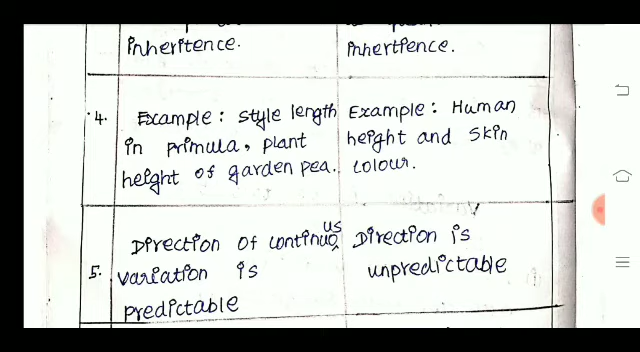 inheritence.
inhertience.
4. Example: style length
in primula, plant
height of garden pea.
Example: Human
height and skin
colour.
5. Direction of continuous
variation is
predictable
Direction is
unpredictable